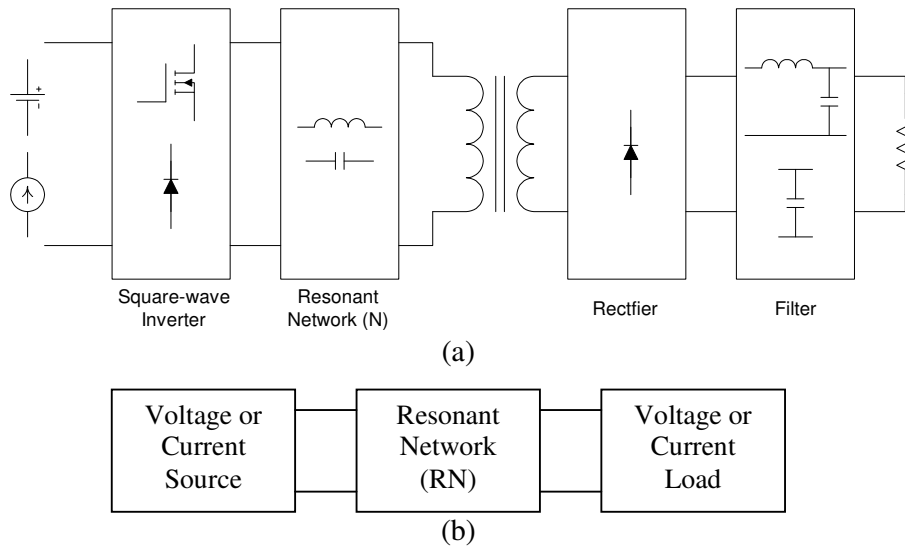 +
-
Square-wave
Inverter
Resonant
Network (N)
Rectfier
Filter
(a)
Voltage or
Current
Source
Resonant
Network
(RN)
Voltage or
Current
Load
(b)